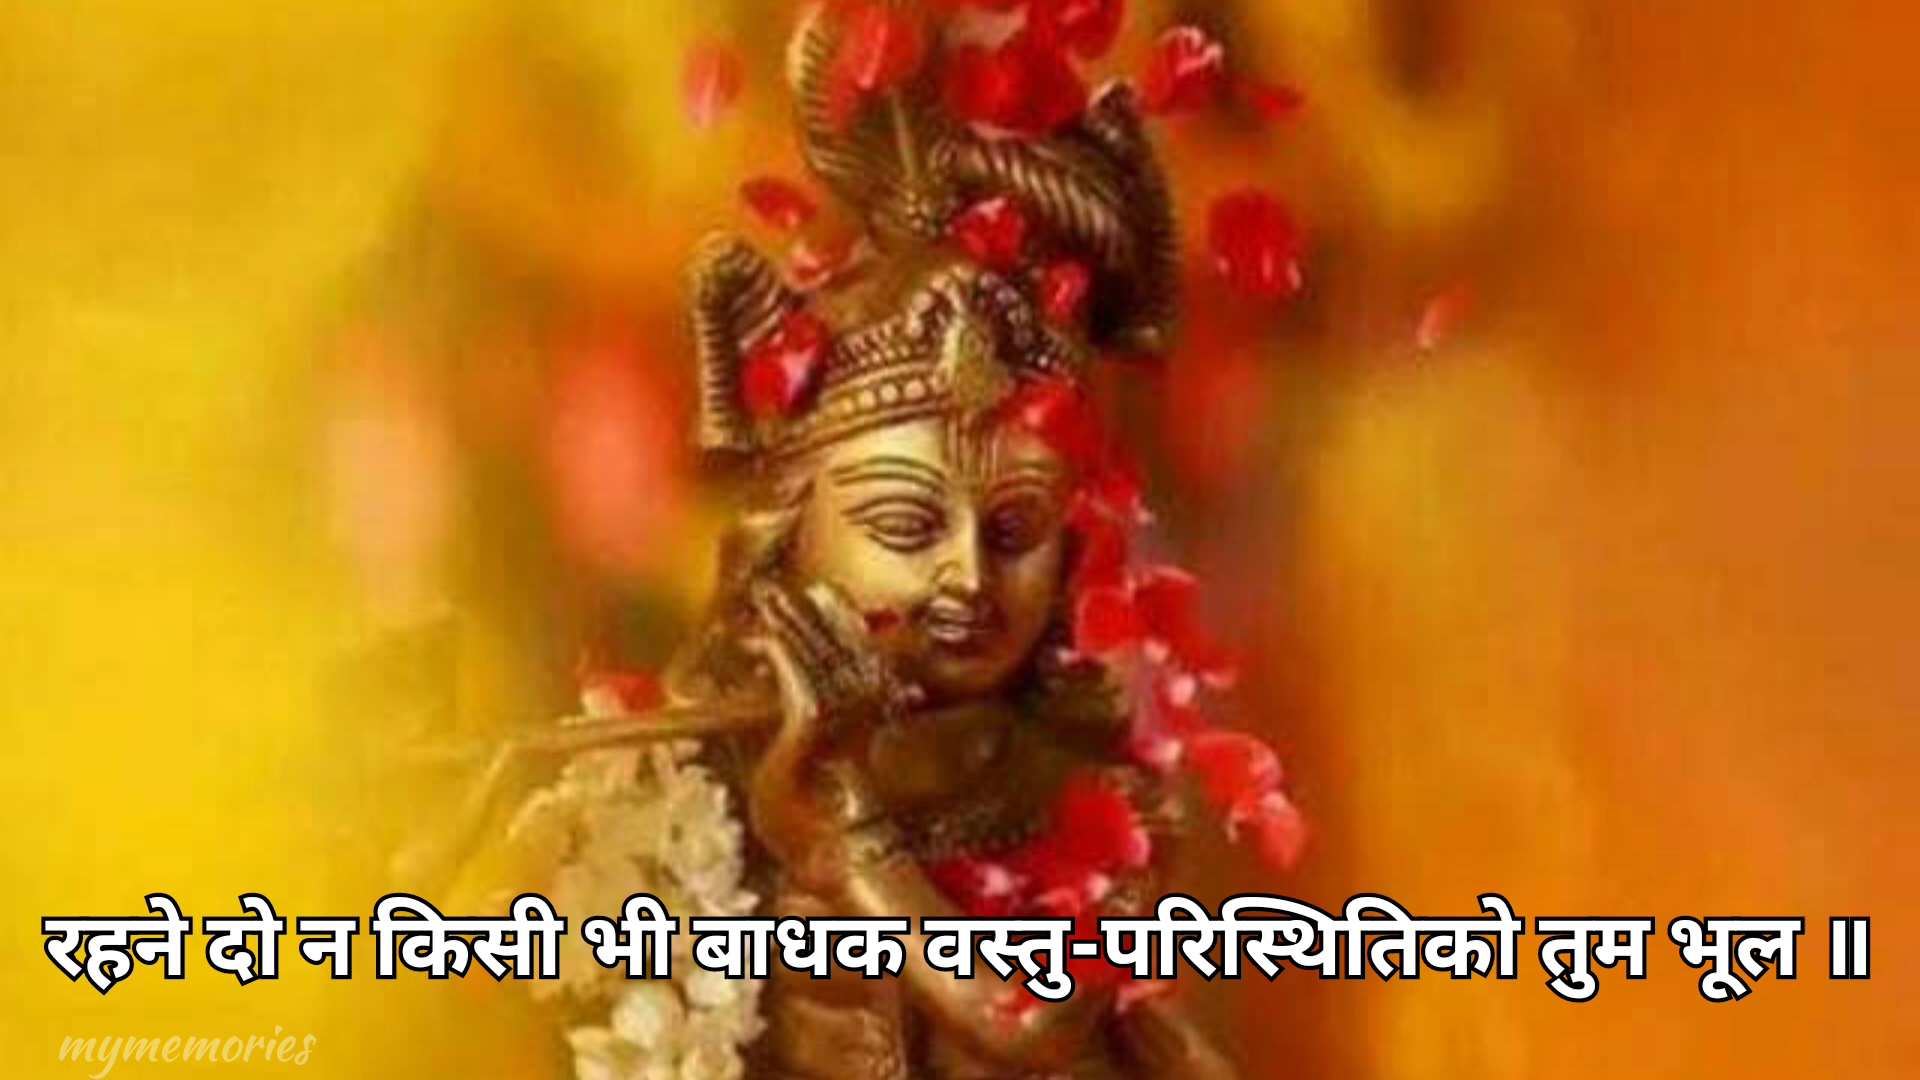 रहने दो न किसी भी बाधक वस्तु-परिस्थितिको तुम भूल ॥
mymemories